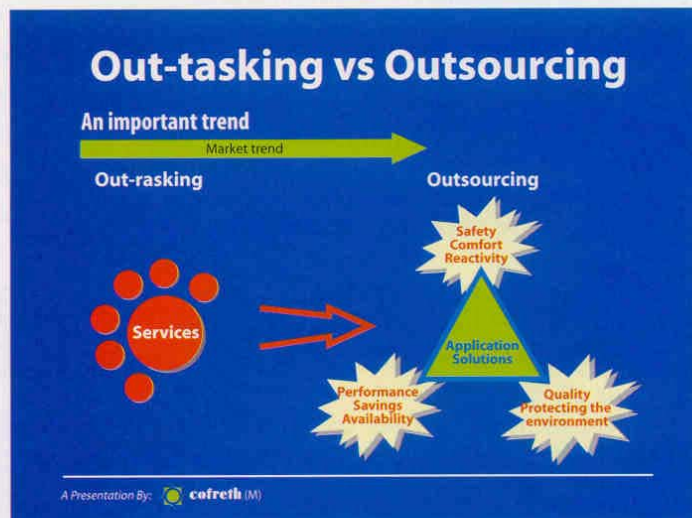 Out-tasking vs Outsourcing
An important trend
Market trend
Out-rasking
Outsourcing
Safety
Comfort
Reactivity
Services
Application
Solutions
Performance
Savings
Availability
Quality
Protecting the
environment
A Presentation By: cofreth (M)